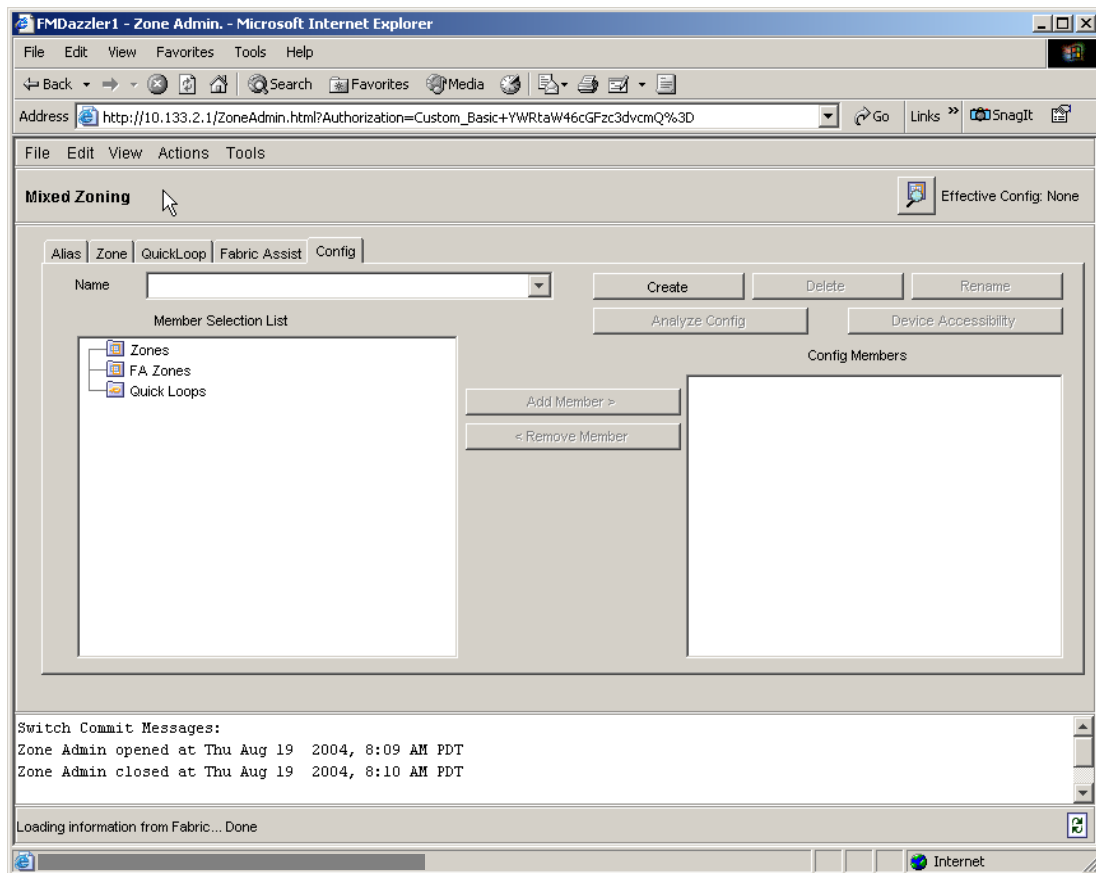 FMDazzler1 - Zone Admin. - Microsoft Internet Explorer
File Edit View Favorites Tools Help
Back Search Favorites Media
Address http://10.133.2.1/ZoneAdmin.html?Authorization=Custom_Basic+YWRtaW46cGFzc3dvcmQ%3D Go Links » SnagIt
File Edit View Actions Tools
Mixed Zoning Effective Config: None
Alias Zone QuickLoop Fabric Assist Config
Name Create Delete Rename
Member Selection List Analyze Config Device Accessibility
Zones Config Members
FA Zones
Quick Loops
Add Member >
< Remove Member
Switch Commit Messages:
Zone Admin opened at Thu Aug 19 2004, 8:09 AM PDT
Zone Admin closed at Thu Aug 19 2004, 8:10 AM PDT
Loading information from Fabric... Done
Internet